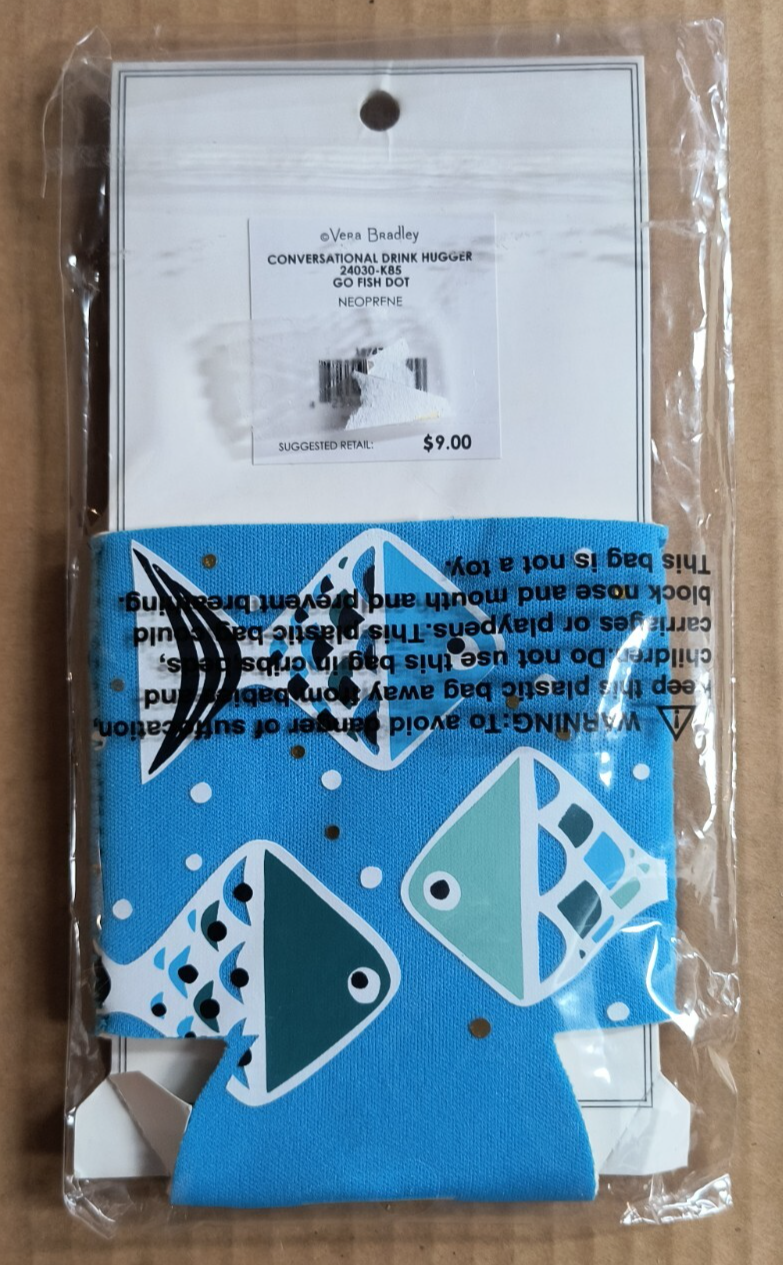 ©Vera Bradley
CONVERSATIONAL DRINK HUGGER
24030-K85
GO FISH DOT
NEOPRENE
SUGGESTED RETAIL: $9.00
WARNING:To avoid danger of suffocation,
keep this plastic bag away from babies and
children.Do not use this bag in cribs,beds,
carriages or playpens.This plastic bag could
block nose and mouth and prevent breathing.
This bag is not a toy.